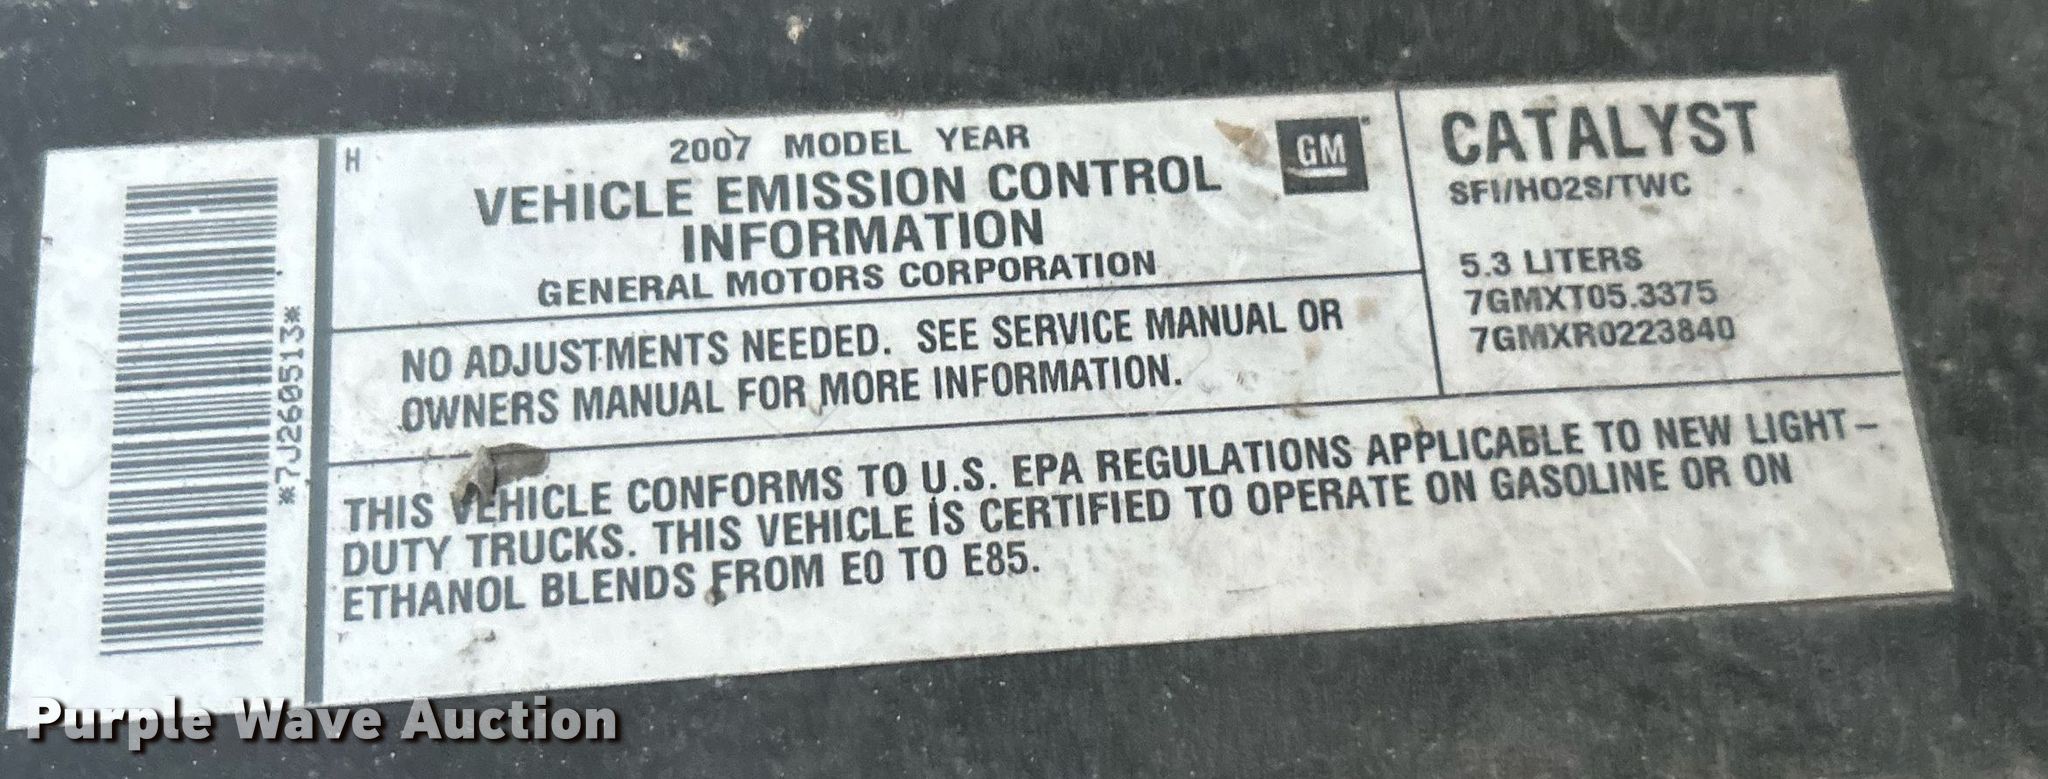 *7J260513*
H
2007 MODEL YEAR
VEHICLE EMISSION CONTROL
INFORMATION
GENERAL MOTORS CORPORATION
GM
CATALYST
SFI/HO2S/TWC
5.3 LITERS
7GMXT05.3375
7GMXR0223840
NO ADJUSTMENTS NEEDED. SEE SERVICE MANUAL OR
OWNERS MANUAL FOR MORE INFORMATION.
THIS VEHICLE CONFORMS TO U.S. EPA REGULATIONS APPLICABLE TO NEW LIGHT-
DUTY TRUCKS. THIS VEHICLE IS CERTIFIED TO OPERATE ON GASOLINE OR ON
ETHANOL BLENDS FROM E0 TO E85.
Purple Wave Auction